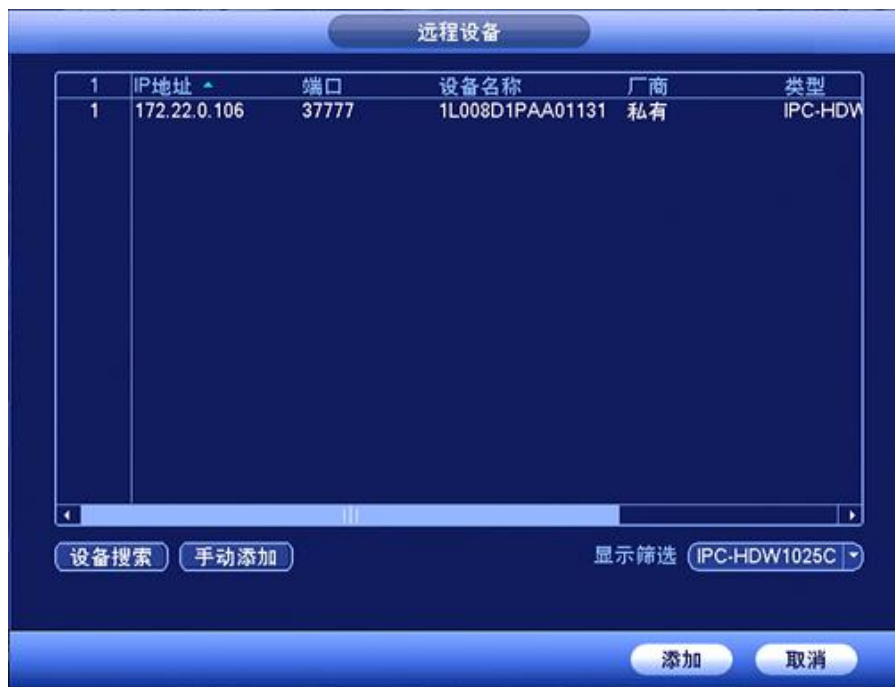 远程设备
1 IP地址 端口 设备名称 厂商 类型
1 172.22.0.106 37777 1L008D1PAA01131 私有 IPC-HDW
设备搜索 手动添加 显示筛选 IPC-HDW1025C
添加 取消